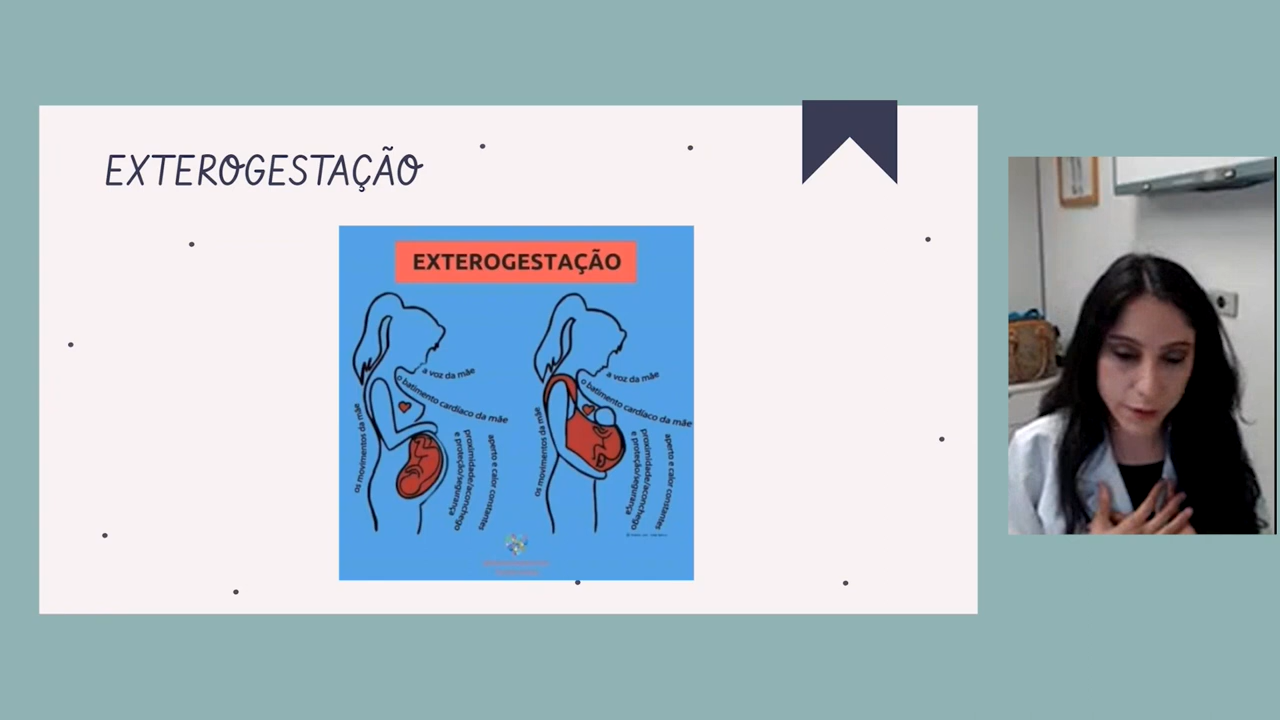 EXTEROGESTAÇÃO
EXTEROGESTAÇÃO
a voz da mãe
o batimento cardíaco da mãe
os movimentos da mãe
proximidade/aconchego
e proteção/segurança
aperto e calor constantes
a voz da mãe
o batimento cardíaco da mãe
os movimentos da mãe
proximidade/aconchego
e proteção/segurança
aperto e calor constantes